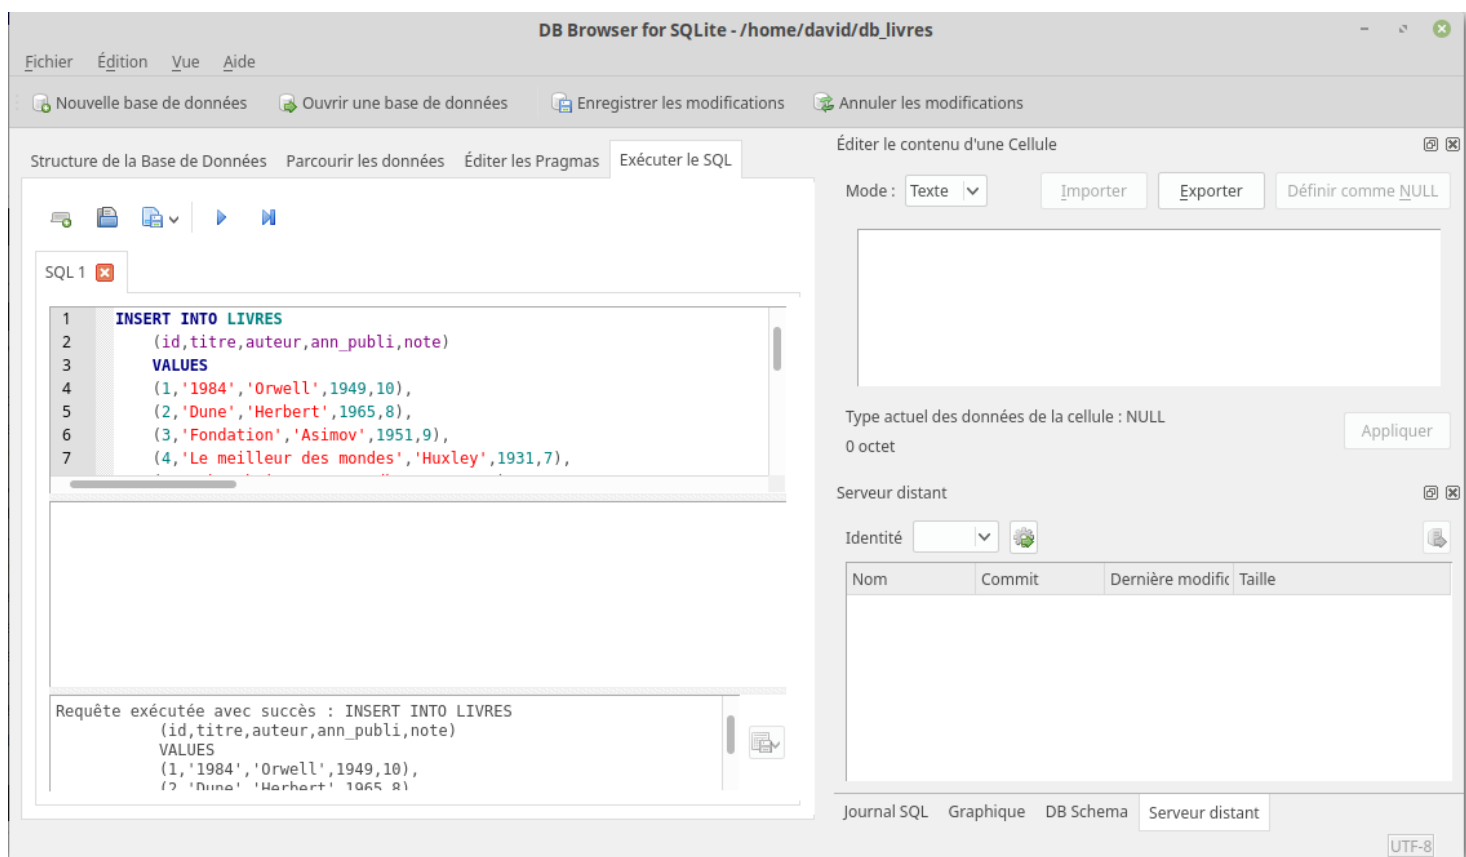 DB Browser for SQLite - /home/david/db_livres
Fichier Édition Vue Aide
Nouvelle base de données Ouvrir une base de données Enregistrer les modifications Annuler les modifications
Structure de la Base de Données Parcourir les données Éditer les Pragmas Exécuter le SQL
SQL 1
1 INSERT INTO LIVRES
2 (id,titre,auteur,ann_publi,note)
3 VALUES
4 (1,'1984','Orwell',1949,10),
5 (2,'Dune','Herbert',1965,8),
6 (3,'Fondation','Asimov',1951,9),
7 (4,'Le meilleur des mondes','Huxley',1931,7),
Requête exécutée avec succès : INSERT INTO LIVRES
(id,titre,auteur,ann_publi,note)
VALUES
(1,'1984','Orwell',1949,10),
(2,'Dune','Herbert',1965,8)
Éditer le contenu d'une Cellule
Mode : Texte Importer Exporter Définir comme NULL
Type actuel des données de la cellule : NULL
0 octet
Appliquer
Serveur distant
Identité
Nom Commit Dernière modific Taille
Journal SQL Graphique DB Schema Serveur distant
UTF-8